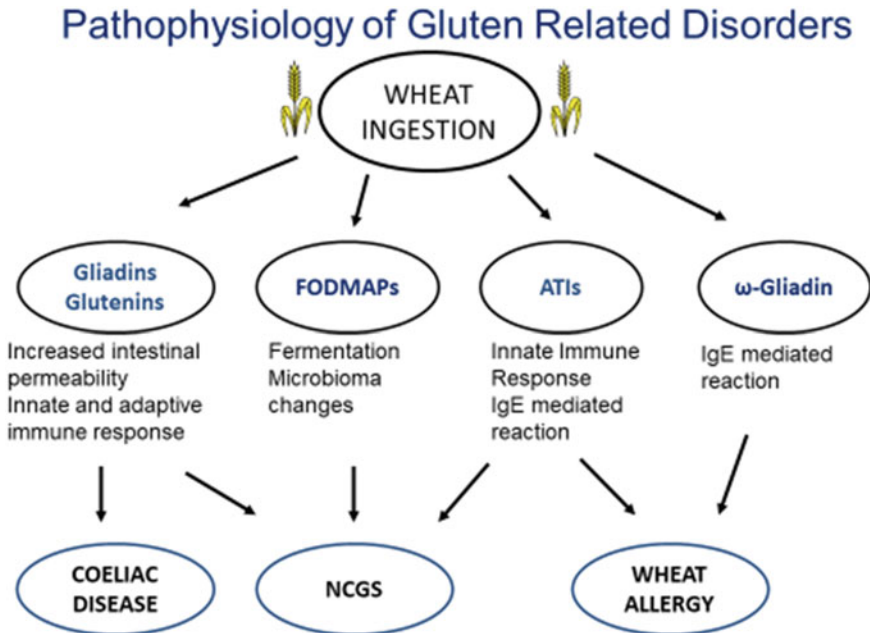 Pathophysiology of Gluten Related Disorders
WHEAT
INGESTION
Gliadins
Glutenins
FODMAPs
ATIs
ω-Gliadin
Increased intestinal
permeability
Innate and adaptive
immune response
Fermentation
Microbioma
changes
Innate Immune
Response
IgE mediated
reaction
IgE mediated
reaction
COELIAC
DISEASE
NCGS
WHEAT
ALLERGY